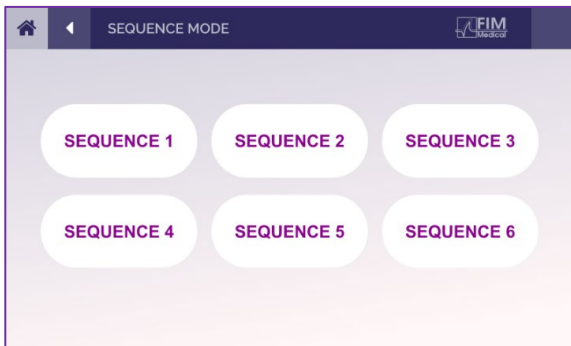 SEQUENCE MODE
FIM
Medical
SEQUENCE 1 SEQUENCE 2 SEQUENCE 3
SEQUENCE 4 SEQUENCE 5 SEQUENCE 6